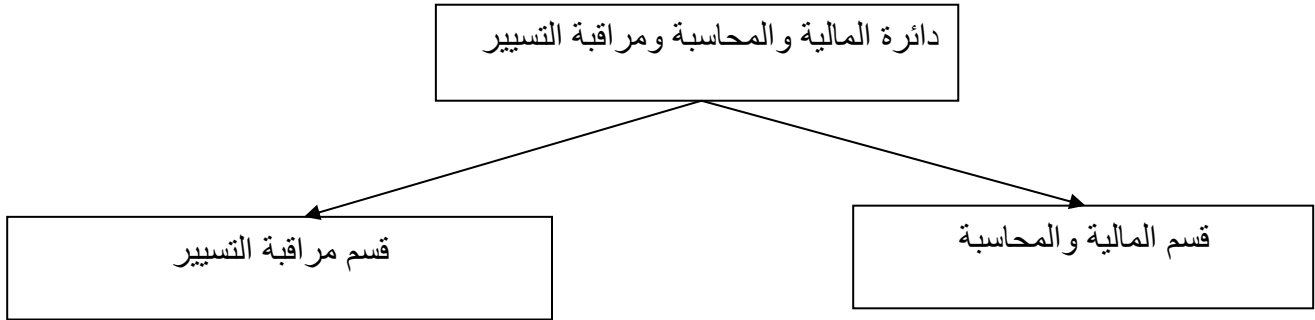 دائرة المالية والمحاسبة ومراقبة التسيير
قسم المالية والمحاسبة
قسم مراقبة التسيير